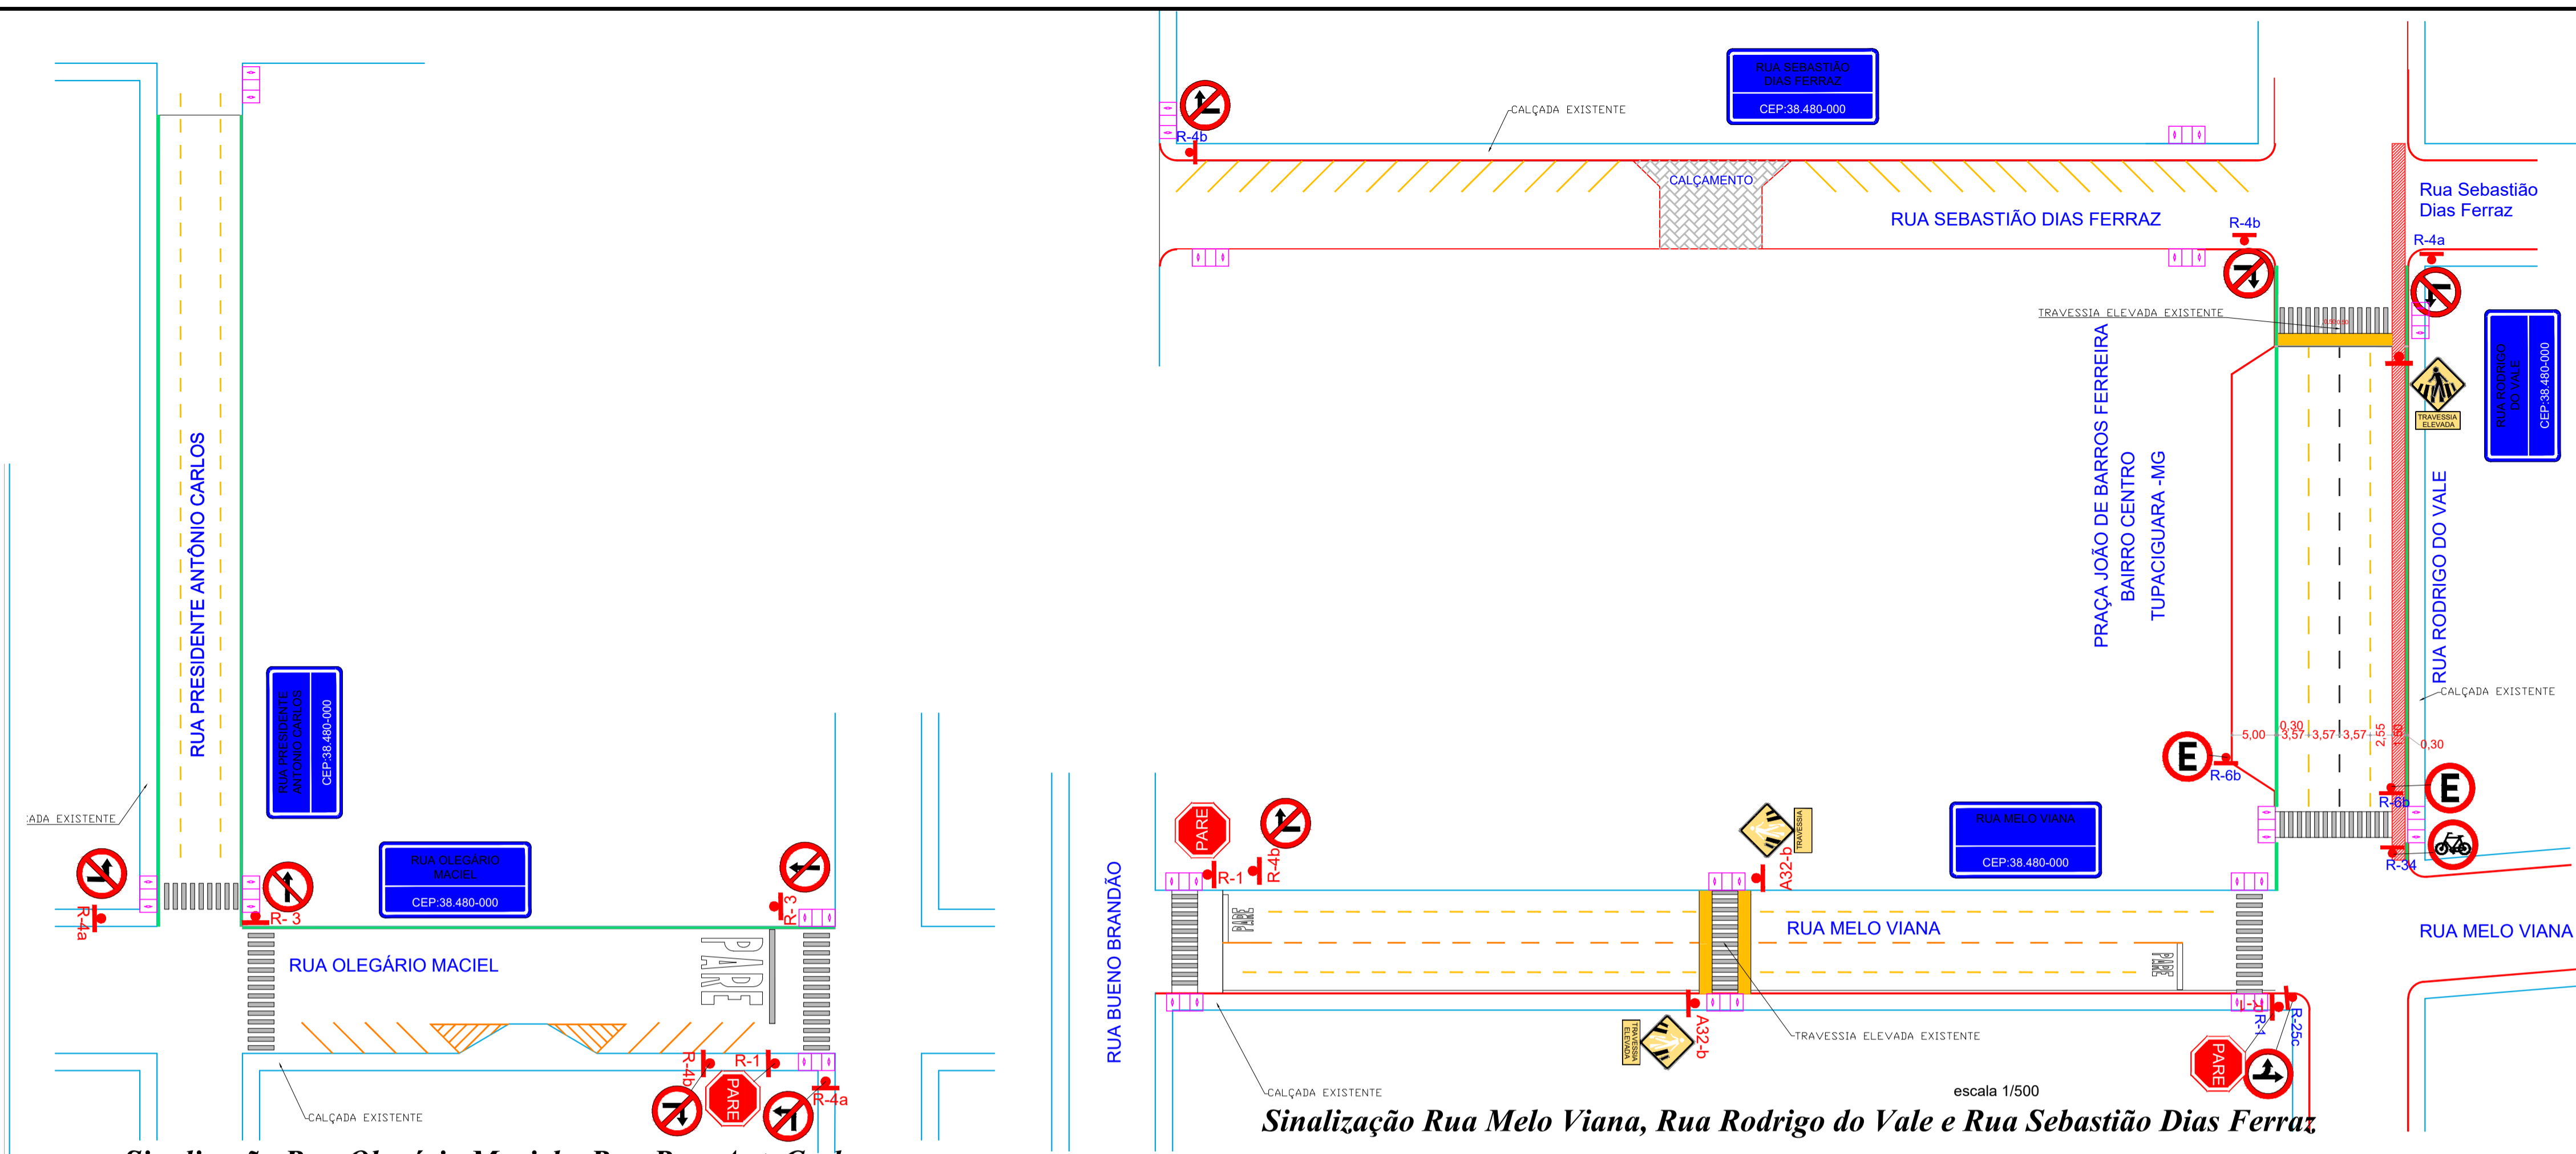 RUA PRESIDENTE ANTÔNIO CARLOS
RUA PRESIDENTE
ANTONIO CARLOS
CEP:38.480-000
ADA EXISTENTE
R-4a
R- 3
RUA OLEGÁRIO
MACIEL
CEP:38.480-000
R- 3
RUA OLEGÁRIO MACIEL
PARE
R-4b
R-1
PARE
R-4a
CALÇADA EXISTENTE
R-4b
CALÇADA EXISTENTE
RUA SEBASTIÃO
DIAS FERRAZ
CEP:38.480-000
CALÇAMENTO
RUA SEBASTIÃO DIAS FERRAZ
Rua Sebastião
Dias Ferraz
R-4b
R-4a
TRAVESSIA ELEVADA EXISTENTE
PRAÇA JOÃO DE BARROS FERREIRA
BAIRRO CENTRO
TUPACIGUARA -MG
TRAVESSIA
ELEVADA
RUA RODRIGO
DO VALE
CEP:38.480-000
RUA RODRIGO DO VALE
CALÇADA EXISTENTE
5,00
0,30
3,57
3,57
3,57
2,55
1,50
0,30
E
R-6b
E
R-6b
R-34
RUA BUENO BRANDÃO
PARE
R-1
R-4b
TRAVESSIA
A32-b
RUA MELO VIANA
CEP:38.480-000
PARE
RUA MELO VIANA
PARE
RUA MELO VIANA
TRAVESSIA
ELEVADA
A32-b
TRAVESSIA ELEVADA EXISTENTE
R-1
R-25c
PARE
CALÇADA EXISTENTE
escala 1/500
Sinalização Rua Melo Viana, Rua Rodrigo do Vale e Rua Sebastião Dias Ferraz